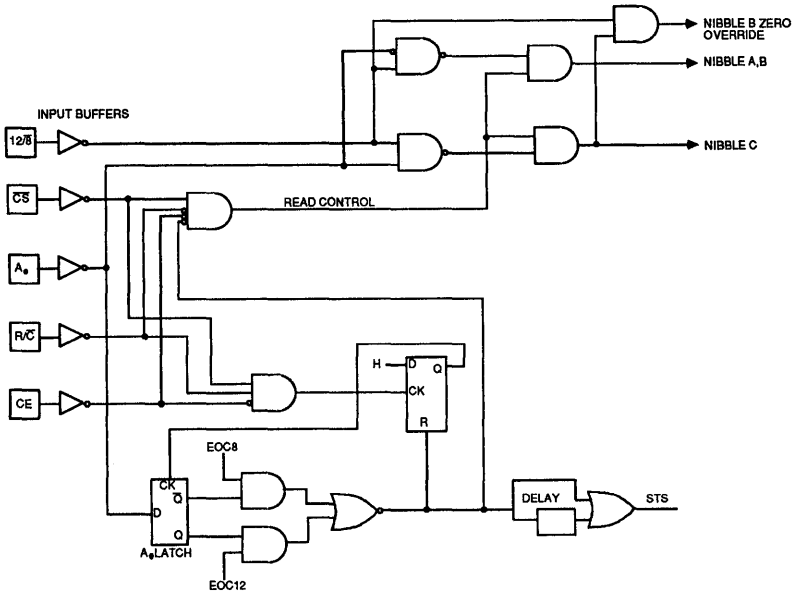 NIBBLE B ZERO
OVERRIDE
NIBBLE A,B
INPUT BUFFERS
12/8̅
NIBBLE C
C̅S̅
READ CONTROL
A₀
R/C̅
H
D
Q
CE
CK
R
EOC8
CK
Q̅
D
Q
DELAY
STS
A₀LATCH
EOC12